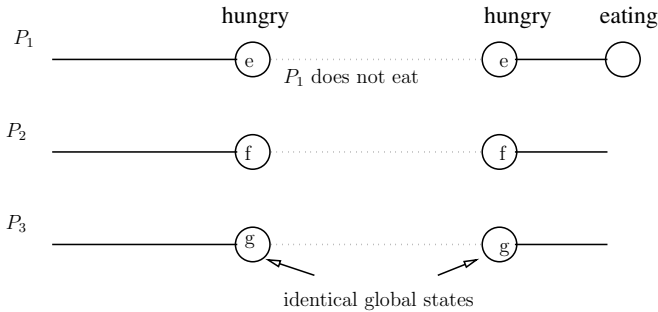 hungry hungry eating
P1 e e
P1 does not eat
P2 f f
P3 g g
identical global states